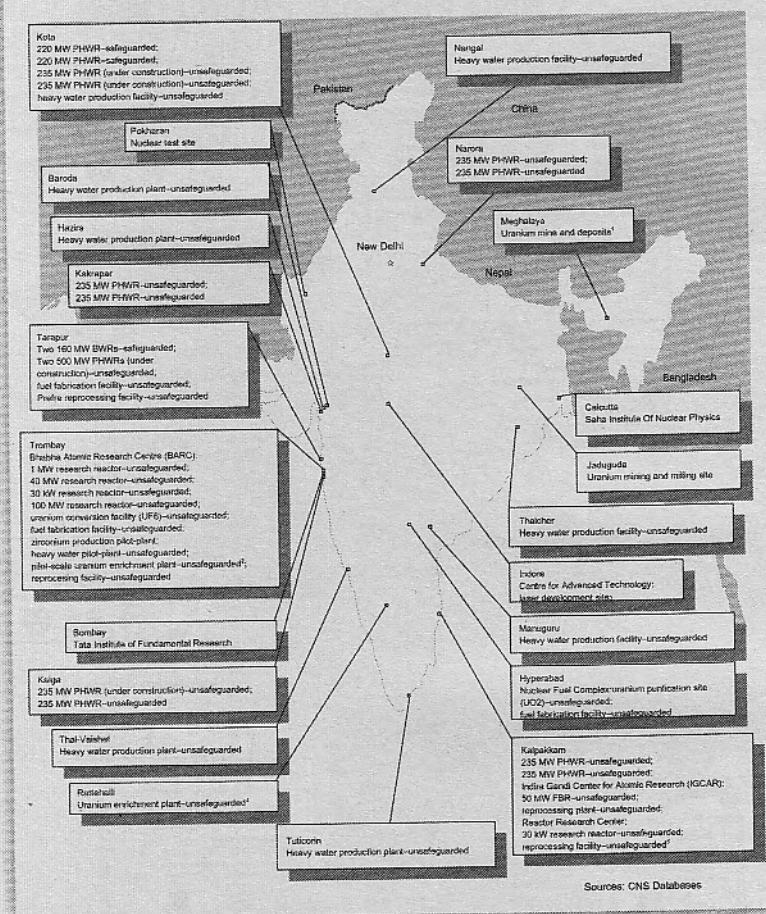 Kota
220 MW PHWR–safeguarded;
220 MW PHWR–safeguarded;
235 MW PHWR (under construction)–unsafeguarded;
235 MW PHWR (under construction)–unsafeguarded;
heavy water production facility–unsafeguarded
Nangal
Heavy water production facility–unsafeguarded
Pakistan
China
Pokharan
Nuclear test site
Narora
235 MW PHWR–unsafeguarded;
235 MW PHWR–unsafeguarded
Baroda
Heavy water production plant–unsafeguarded
Meghalaya
Uranium mine and deposits¹
Hazira
Heavy water production plant–unsafeguarded
New Delhi
Nepal
Kakrapar
235 MW PHWR–unsafeguarded;
235 MW PHWR–unsafeguarded
Tarapur
Two 160 MW BWRs–safeguarded;
Two 500 MW PHWRs (under
construction)–unsafeguarded,
fuel fabrication facility–unsafeguarded;
Prefre reprocessing facility–unsafeguarded
Bangladesh
Calcutta
Saha Institute Of Nuclear Physics
Trombay
Bhabha Atomic Research Centre (BARC):
1 MW research reactor–unsafeguarded;
40 MW research reactor–unsafeguarded;
30 kW research reactor–unsafeguarded;
100 MW research reactor–unsafeguarded;
uranium conversion facility (UF6)–unsafeguarded;
fuel fabrication facility–unsafeguarded;
zirconium production pilot-plant;
heavy water pilot-plant–unsafeguarded;
pilot-scale uranium enrichment plant–unsafeguarded²;
reprocessing facility–unsafeguarded
Jaduguda
Uranium mining and milling site
Thalcher
Heavy water production facility–unsafeguarded
Indore
Centre for Advanced Technology:
laser development site
Bombay
Tata Institute of Fundamental Research
Manuguru
Heavy water production facility–unsafeguarded
Kaiga
235 MW PHWR (under construction)–unsafeguarded;
235 MW PHWR–unsafeguarded
Hyperabad
Nuclear Fuel Complex:uranium purification site
(UO2)–unsafeguarded;
fuel fabrication facility–unsafeguarded
Thal-Vaishet
Heavy water production plant–unsafeguarded
Rattehalli
Uranium enrichment plant–unsafeguarded
Kalpakkam
235 MW PHWR–unsafeguarded;
235 MW PHWR–unsafeguarded;
Indira Gandi Center for Atomic Research (IGCAR):
50 MW FBR–unsafeguarded;
reprocessing plant–unsafeguarded;
Reactor Research Center;
30 kW research reactor–unsafeguarded;
reprocessing facility–unsafeguarded
Tuticorin
Heavy water production plant–unsafeguarded
Sources: CNS Databases